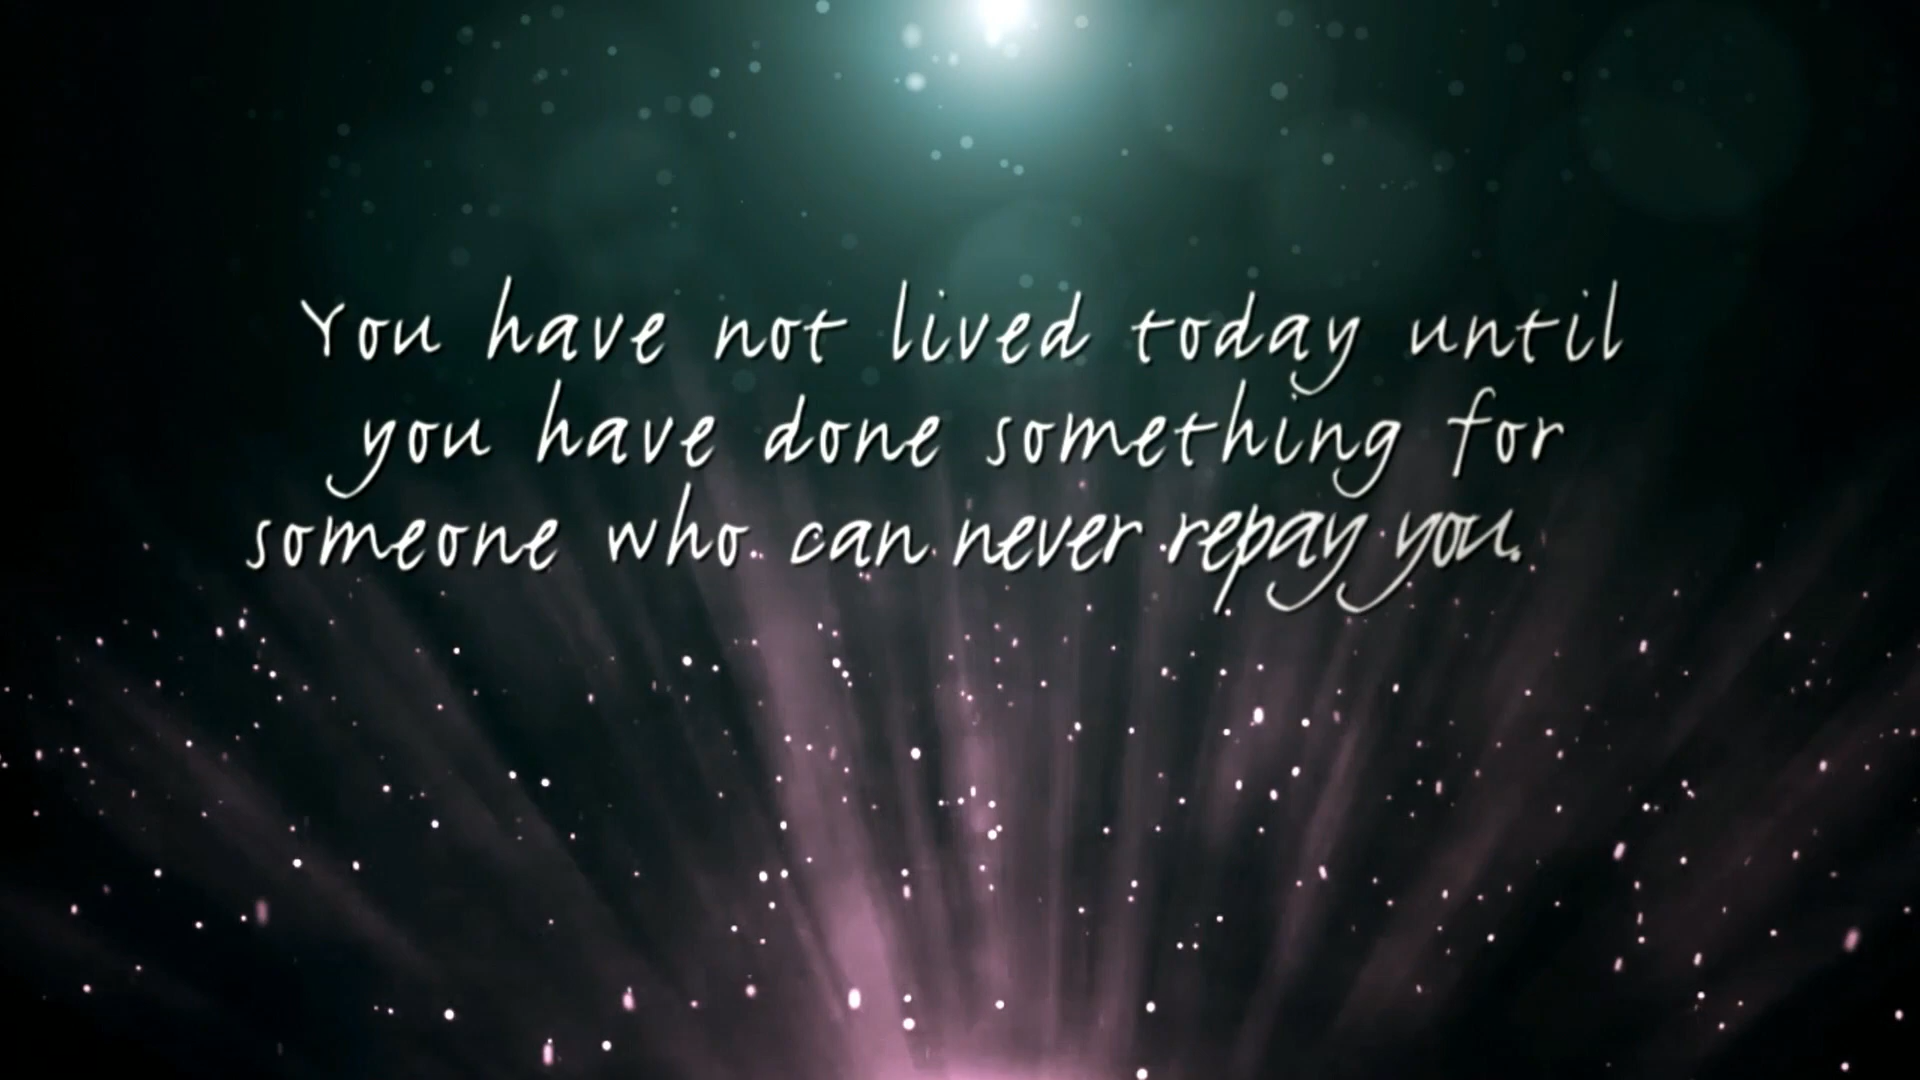 You have not lived today until
you have done something for
someone who can never repay you.